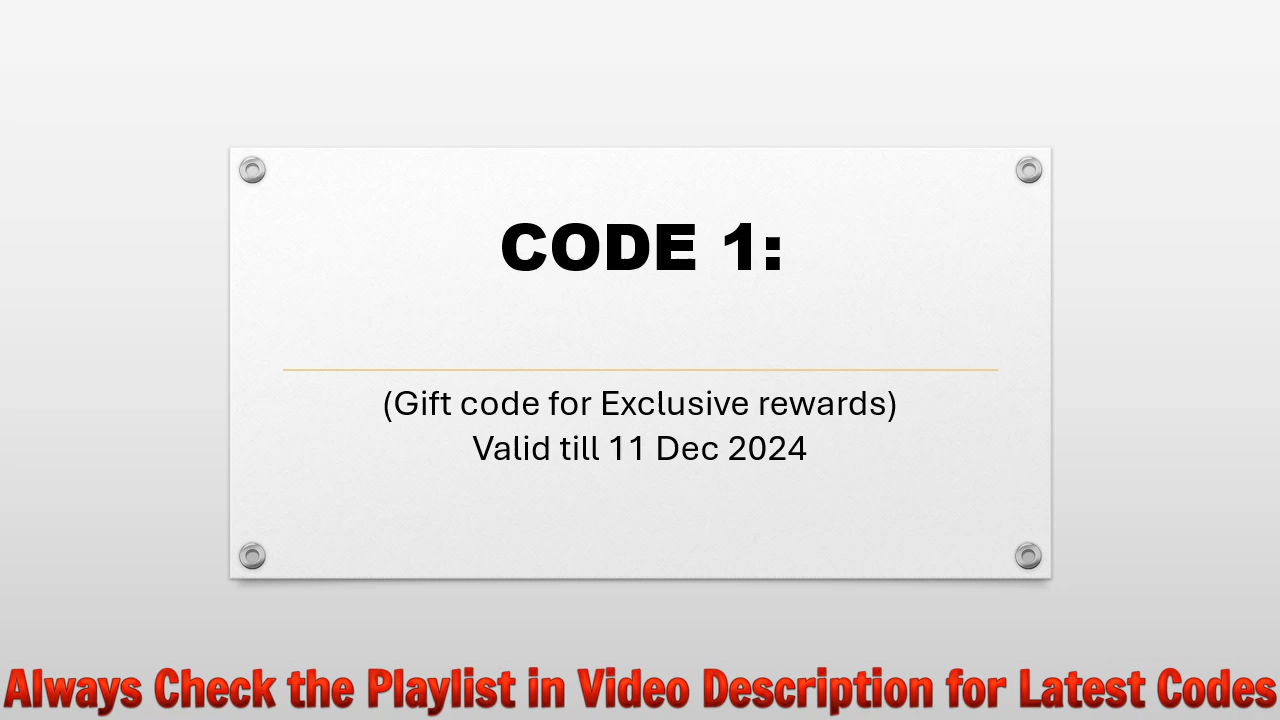 CODE 1:
(Gift code for Exclusive rewards)
Valid till 11 Dec 2024
Always Check the Playlist in Video Description for Latest Codes